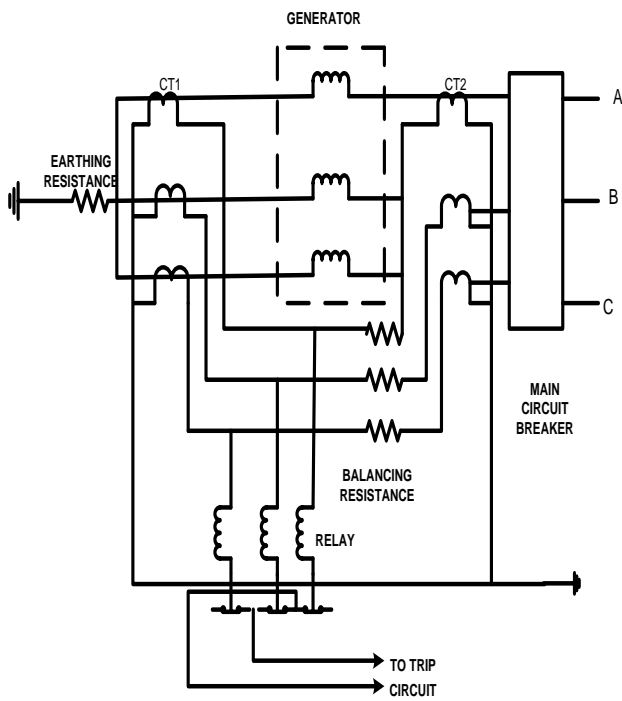 GENERATOR
CT1
CT2
A
EARTHING
RESISTANCE
B
C
MAIN
CIRCUIT
BREAKER
BALANCING
RESISTANCE
RELAY
TO TRIP
CIRCUIT